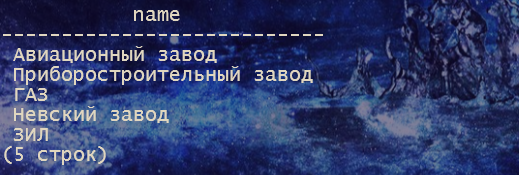 name
---------------------------
Авиационный завод
Приборостроительный завод
ГАЗ
Невский завод
ЗИЛ
(5 строк)